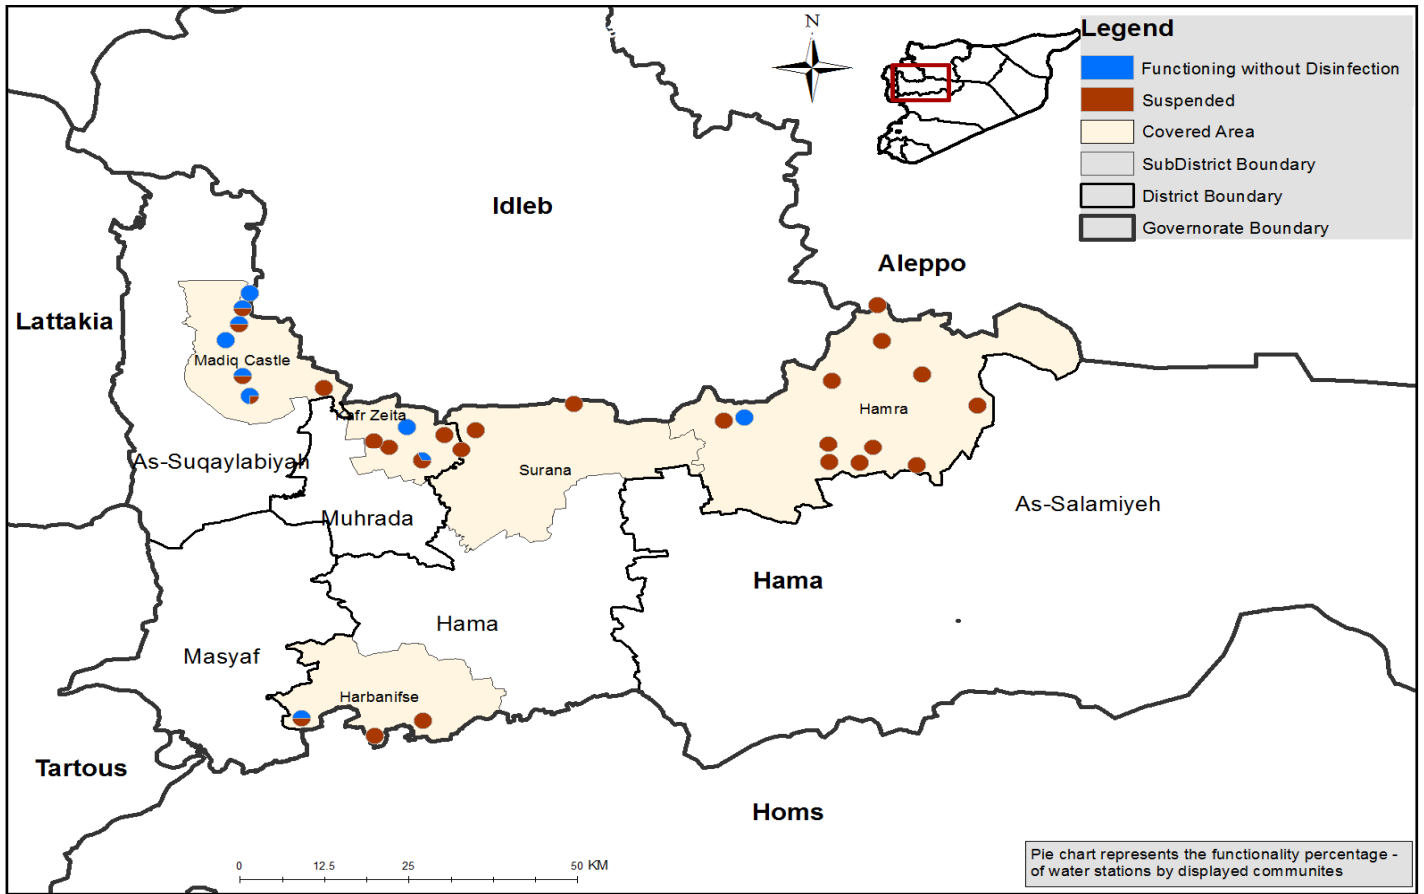 N
Legend
Functioning without Disinfection
Suspended
Covered Area
SubDistrict Boundary
District Boundary
Governorate Boundary
Idleb
Aleppo
Lattakia
Madiq Castle
Kafr Zeita
Hamra
As-Suqaylabiyah
Surana
As-Salamiyeh
Muhrada
Hama
Hama
Masyaf
Harbanifse
Tartous
Homs
0 12.5 25 50 KM
Pie chart represents the functionality percentage -
of water stations by displayed communites